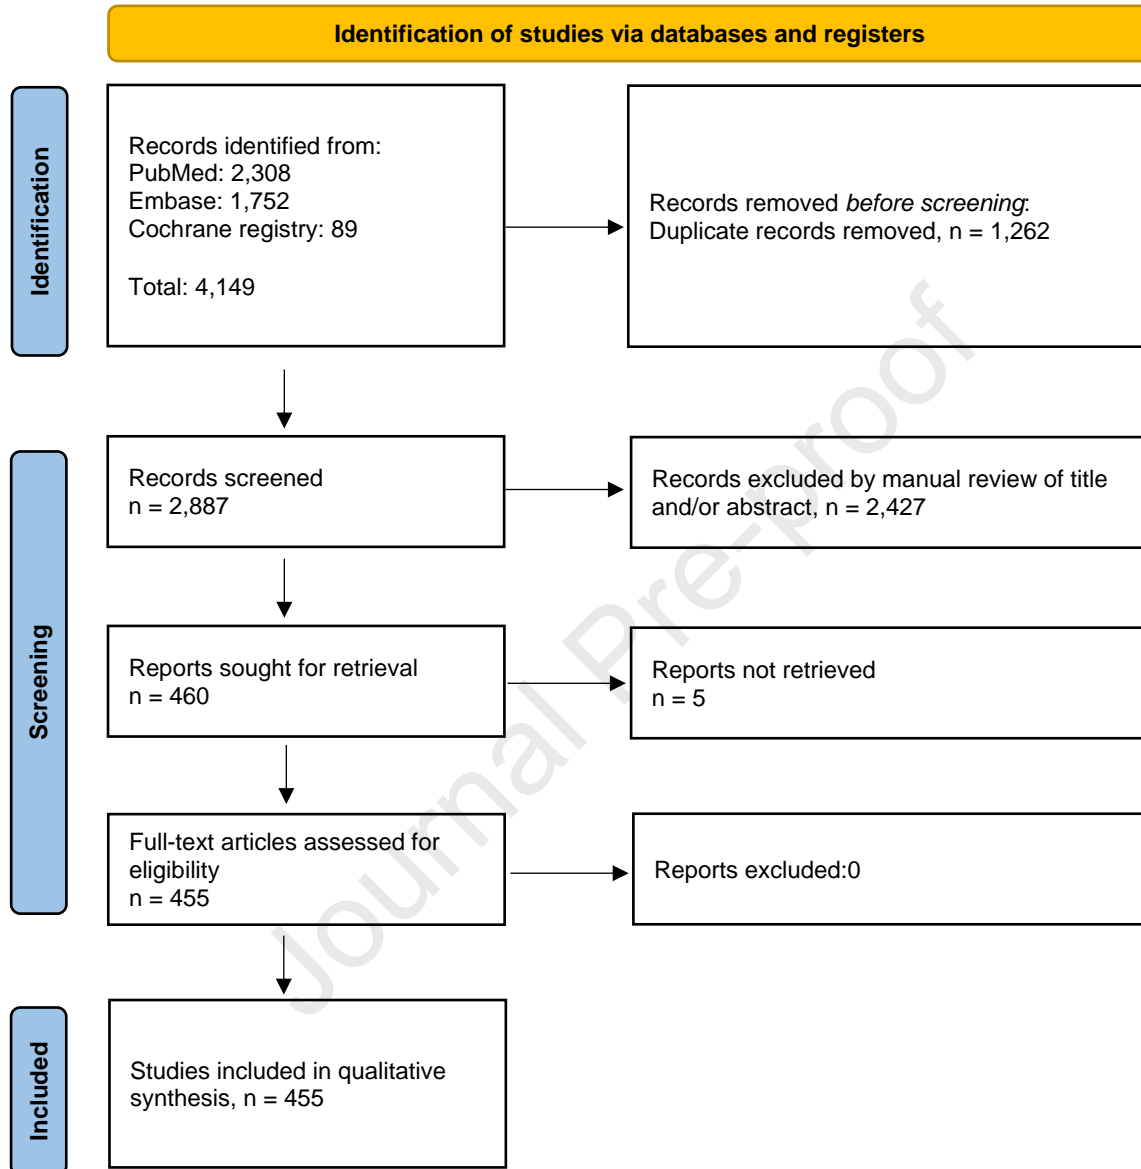 Identification of studies via databases and registers
Identification
Records identified from:
PubMed: 2,308
Embase: 1,752
Cochrane registry: 89
Total: 4,149
Records removed before screening:
Duplicate records removed, n = 1,262
Screening
Records screened
n = 2,887
Records excluded by manual review of title
and/or abstract, n = 2,427
Reports sought for retrieval
n = 460
Reports not retrieved
n = 5
Full-text articles assessed for
eligibility
n = 455
Reports excluded:0
Included
Studies included in qualitative
synthesis, n = 455
Journal Pre-proof